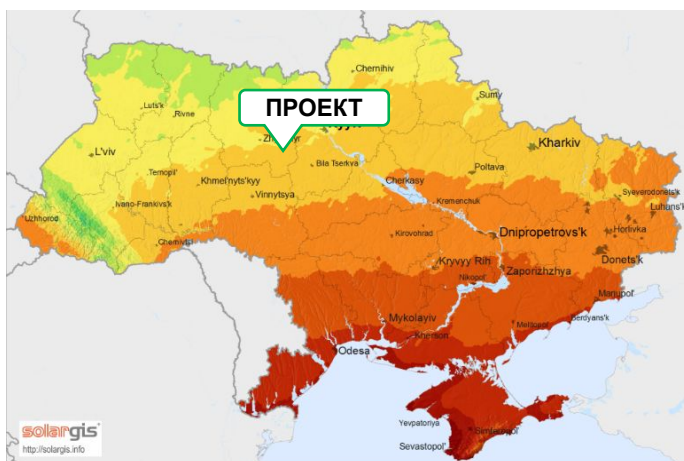 Chernihiv
Luts'k
Rivne
Sumy
ПРОЕКТ
L'viv
Kharkiv
Bila Tserkva
Ternopil'
Khmel'nyts'kyy
Poltava
Cherkasy
Vinnytsya
Syeverodonets'k
Ivano-Frankivs'k
Kremenchuk
Luhans'k
Uzhhorod
Chernivtsi
Kirovohrad
Dnipropetrovs'k
Horlivka
Donets'k
Kryvyy Rih
Zaporizhzhya
Nikopol'
Mariupol'
Mykolayiv
Melitopol'
Berdyans'k
Kherson
Odesa
Yevpatoriya
Simferopol'
Sevastopol'
solargis
http://solargis.info